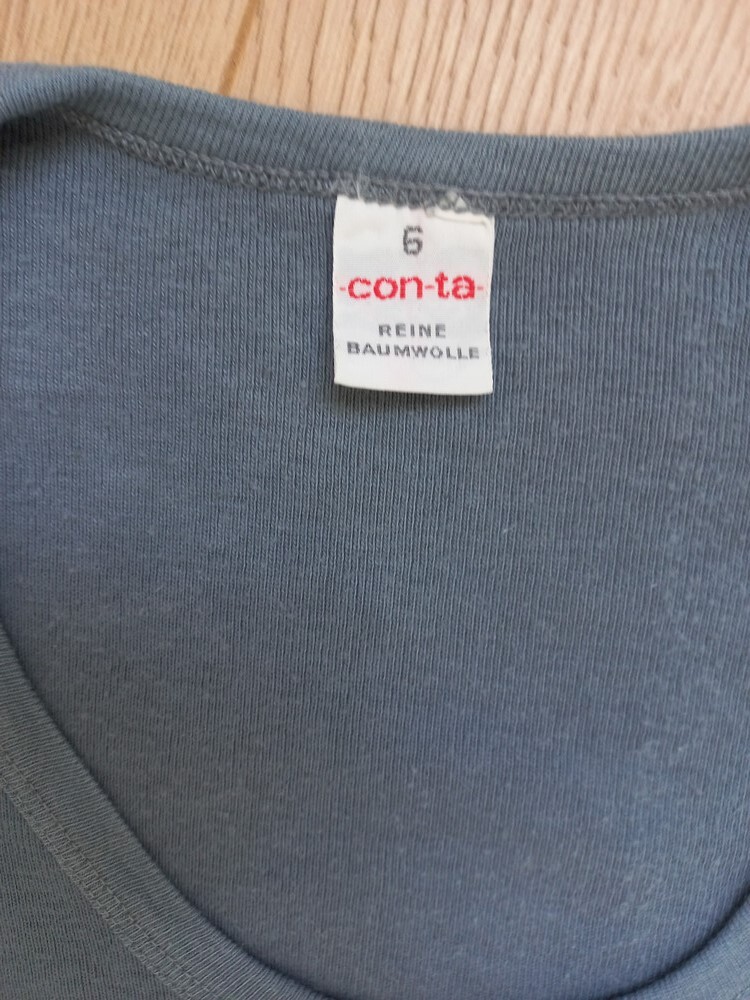 6
-con-ta-
REINE
BAUMWOLLE